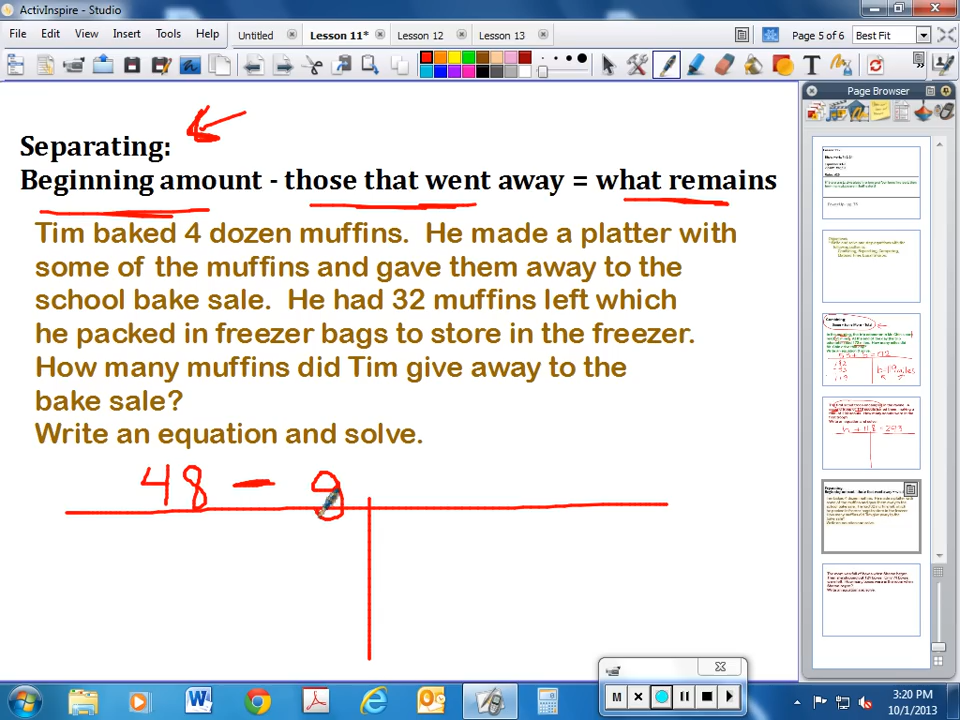 ActivInspire - Studio
File Edit View Insert Tools Help Untitled Lesson 11* Lesson 12 Lesson 13 Page 5 of 6 Best Fit
Page Browser
Separating:
Beginning amount - those that went away = what remains
Tim baked 4 dozen muffins. He made a platter with
some of the muffins and gave them away to the
school bake sale. He had 32 muffins left which
he packed in freezer bags to store in the freezer.
How many muffins did Tim give away to the
bake sale?
Write an equation and solve.
48 - g
M
3:20 PM
10/1/2013